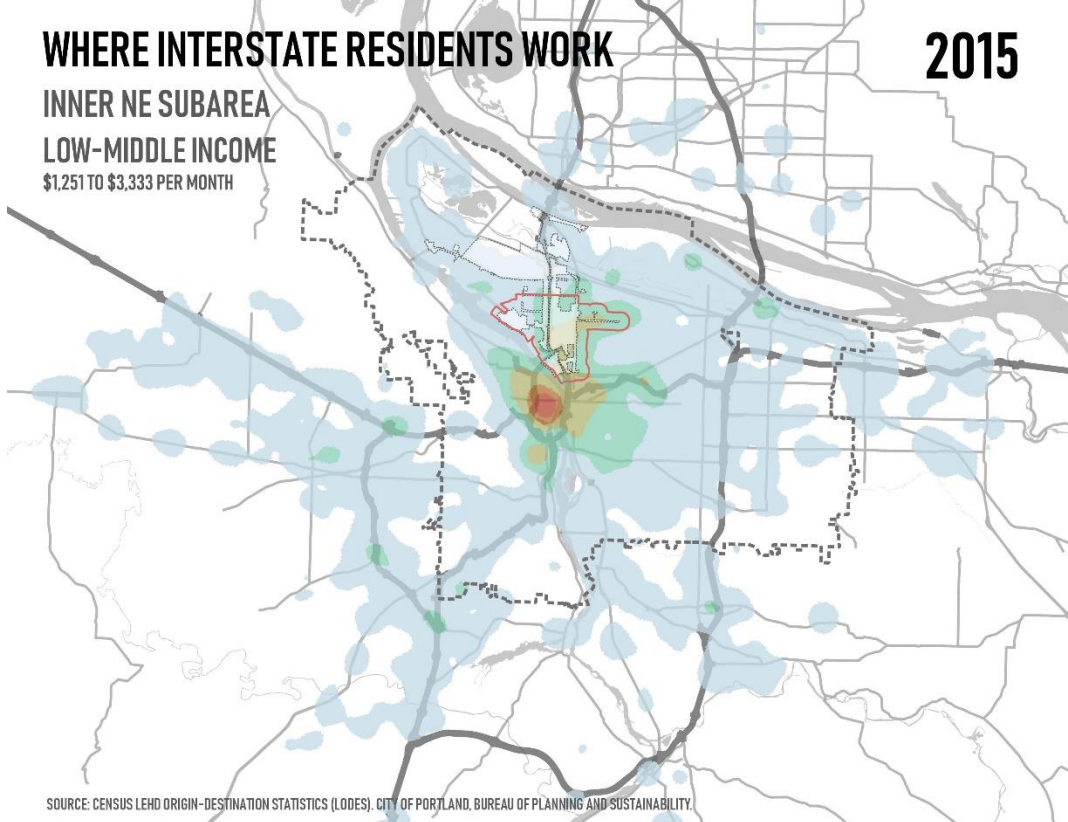 WHERE INTERSTATE RESIDENTS WORK
2015
INNER NE SUBAREA
LOW-MIDDLE INCOME
$1,251 TO $3,333 PER MONTH
SOURCE: CENSUS LEHD ORIGIN-DESTINATION STATISTICS (LODES). CITY OF PORTLAND, BUREAU OF PLANNING AND SUSTAINABILITY.